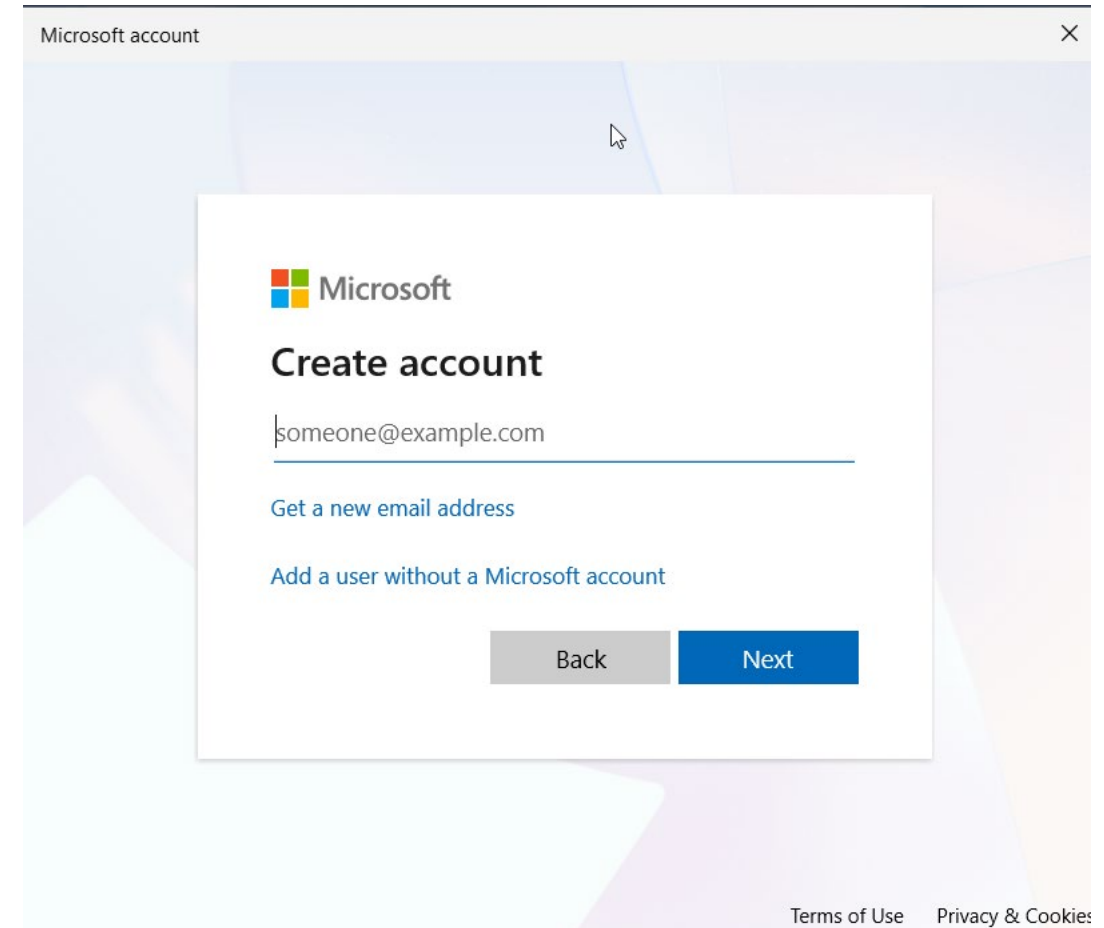 Microsoft account
Microsoft
Create account
someone@example.com
Get a new email address
Add a user without a Microsoft account
Back Next
Terms of Use Privacy & Cookies